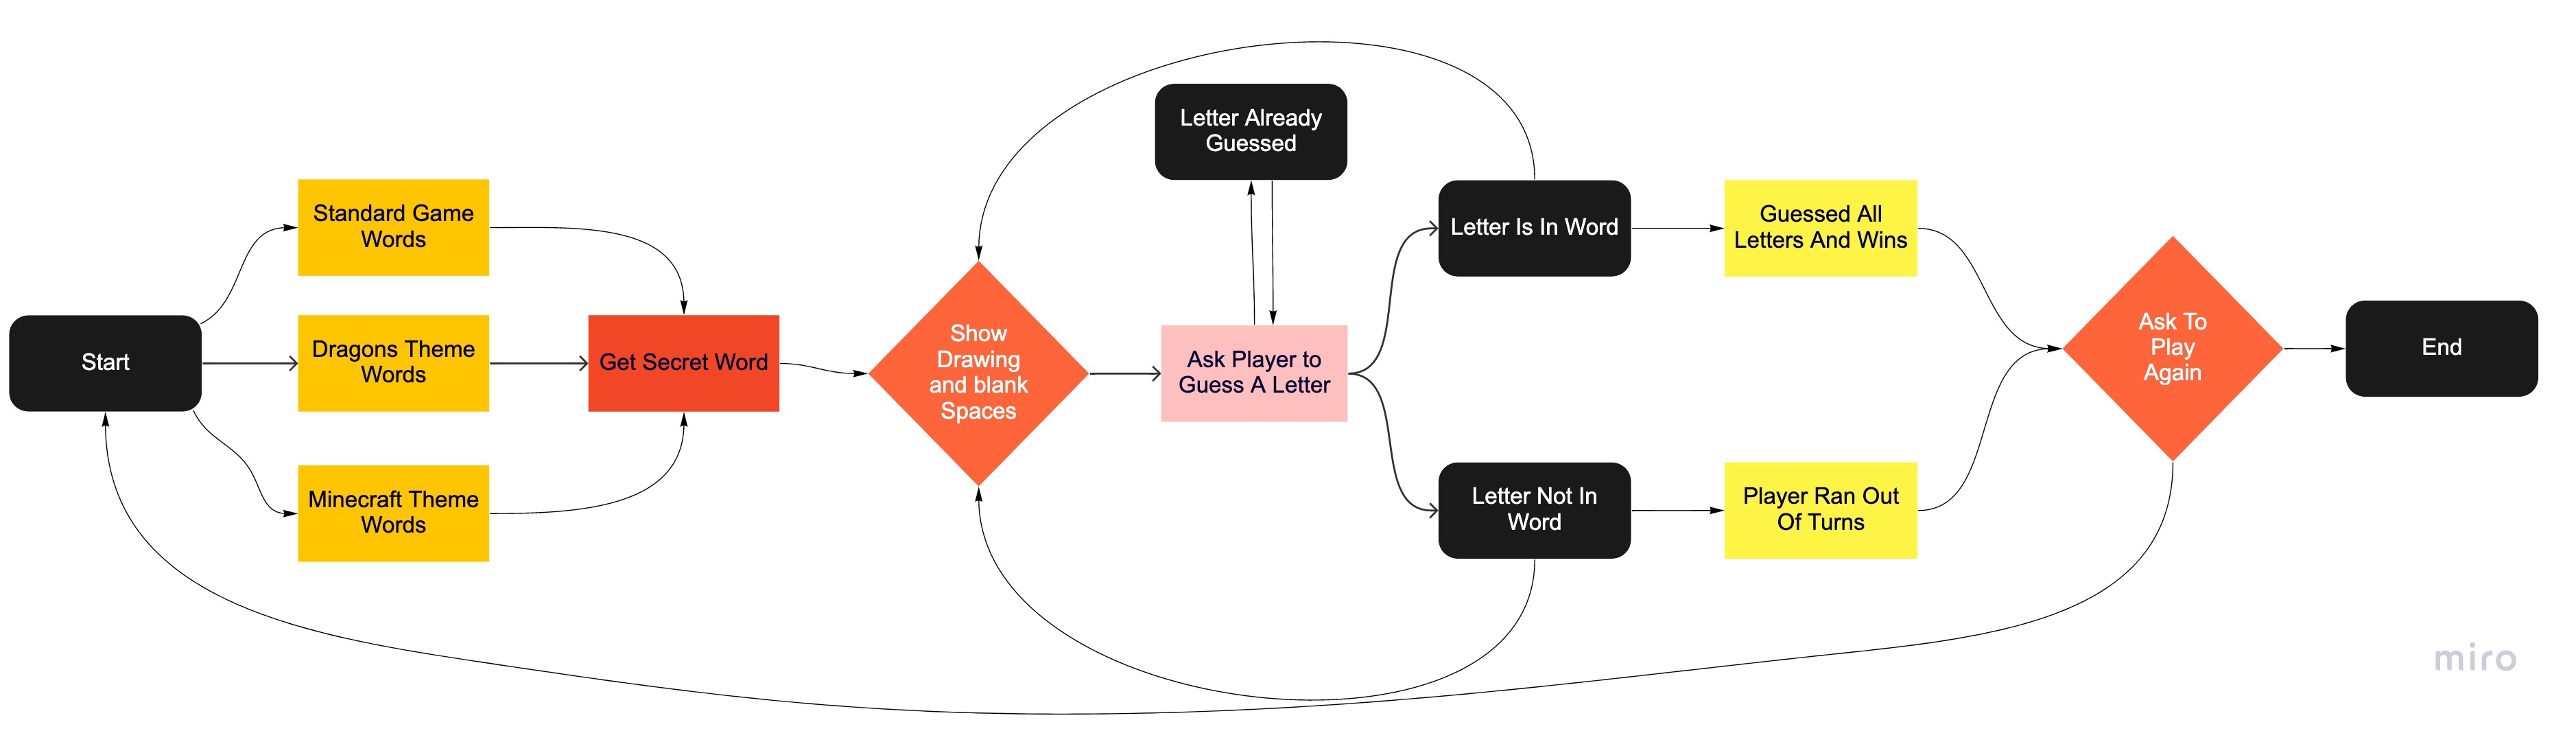 Start
Standard Game
Words
Dragons Theme
Words
Minecraft Theme
Words
Get Secret Word
Show
Drawing
and blank
Spaces
Letter Already
Guessed
Ask Player to
Guess A Letter
Letter Is In Word
Letter Not In
Word
Guessed All
Letters And Wins
Player Ran Out
Of Turns
Ask To
Play
Again
End
miro